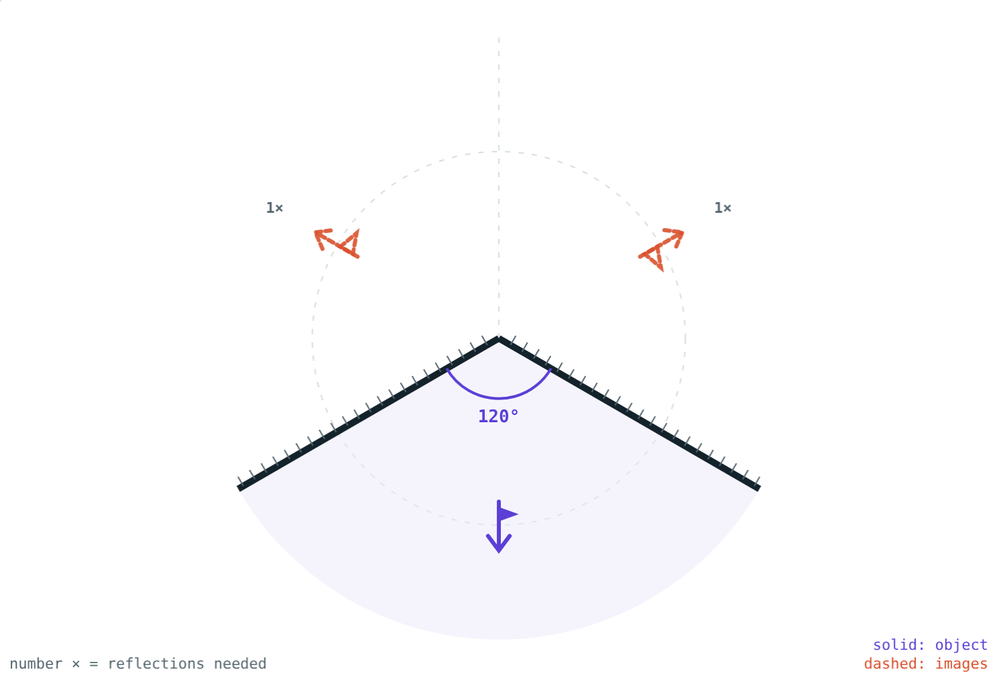 1×
1×
120°
solid: object
number × = reflections needed
dashed: images